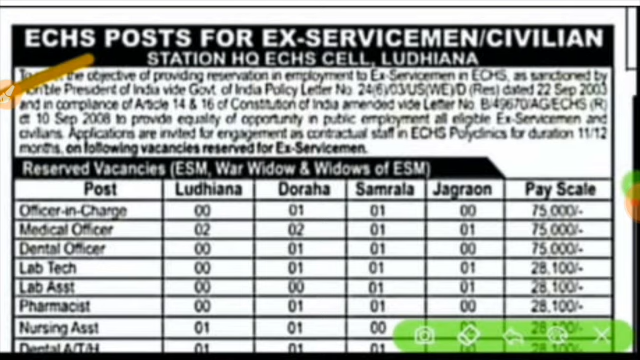 ECHS POSTS FOR EX-SERVICEMEN/CIVILIAN
STATION HQ ECHS CELL, LUDHIANA
the objective of providing reservation in employment to Ex-Servicemen in ECHS, as sanctioned by
President of India vide Govt. of India Policy Letter No. 24(6)/03/US(WE)/D (Res) dated 22 Sep 2003
and in compliance of Article 14 & 16 of Constitution of India amended vide Letter No. B/49670/AG/ECHS (R)
dt 10 Sep 2008 to provide equality of opportunity in public employment all eligible Ex-Servicemen and
civilians. Applications are invited for engagement as contractual staff in ECHS Polyclinics for duration 11/12
months, on following vacancies reserved for Ex-Servicemen.
Reserved Vacancies (ESM, War Widow & Widows of ESM)
Post Ludhiana Doraha Samrala Jagraon Pay Scale
Officer-in-Charge 00 01 01 00 75,000/-
Medical Officer 02 02 01 01 75,000/-
Dental Officer 00 01 01 00 75,000/-
Lab Tech 00 01 01 01 28,100/-
Lab Asst 00 00 01 01 28,100/-
Pharmacist 00 01 01 00 28,100/-
Nursing Asst 01 01 00
Dental A/T/H 01 01